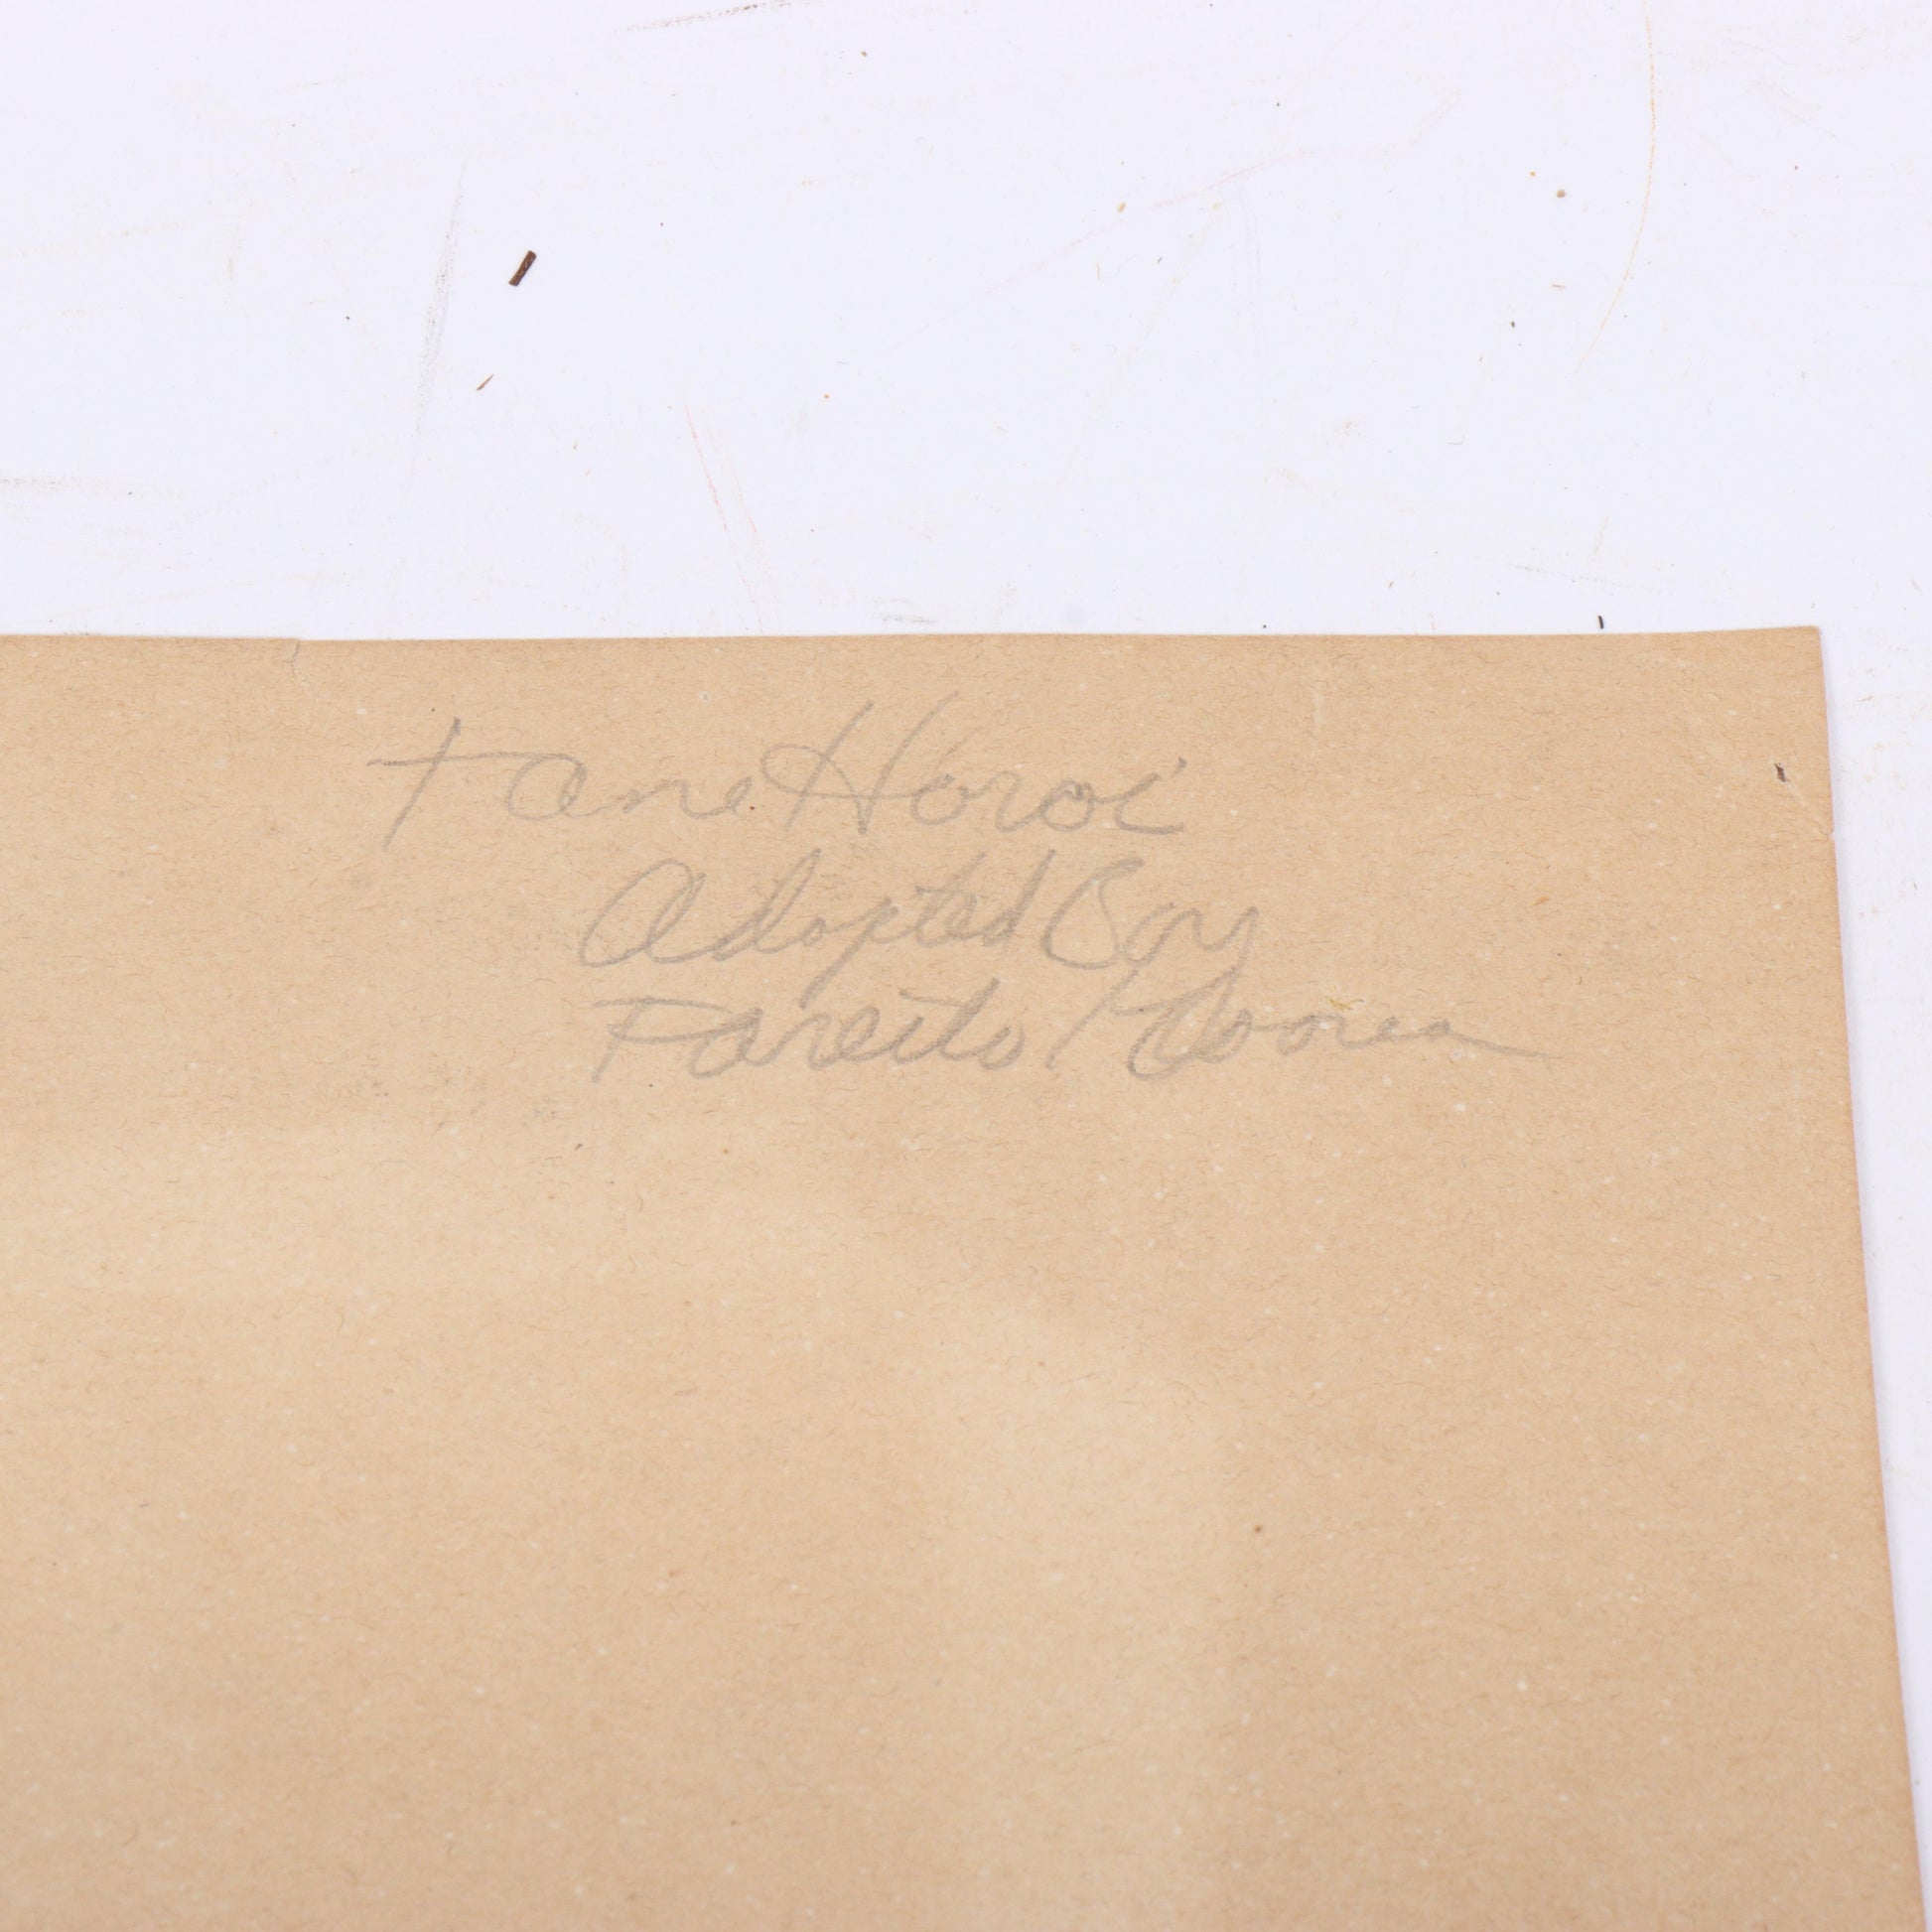 Tane Horoi
Adopted Boy
Pareito / Moorea